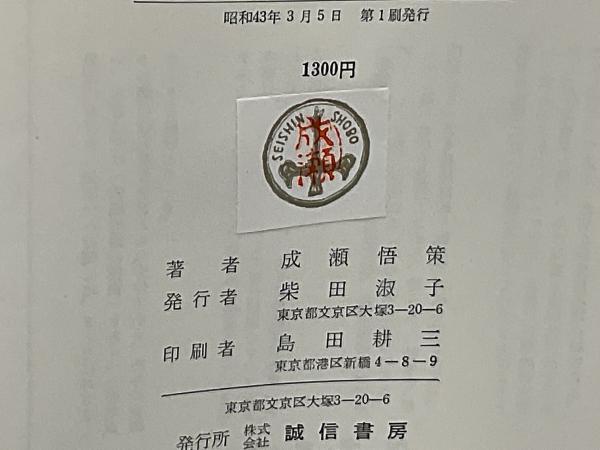 昭和43年3月5日 第1刷発行
1300円
SEISHIN SHOBO
成瀬
著者 成瀬悟策
発行者 柴田淑子
東京都文京区大塚3—20—6
印刷者 島田耕三
東京都港区新橋4-8-9
東京都文京区大塚3—20—6
発行所 株式会社 誠信書房